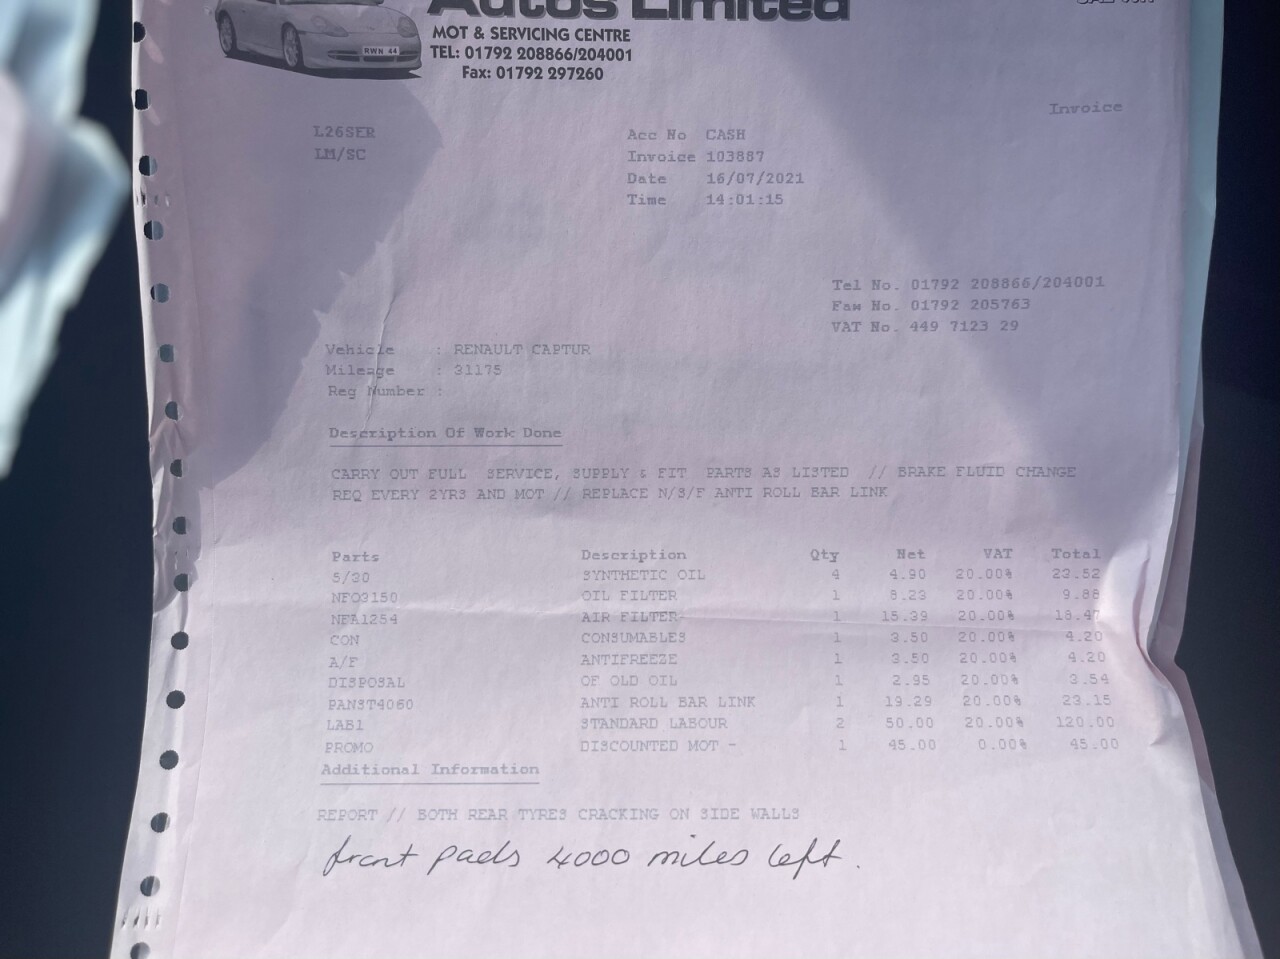 Autos Limited
MOT & SERVICING CENTRE
TEL: 01792 208866/204001
Fax: 01792 297260
RWN 44
Invoice
L26SER
LM/SC
Acc No CASH
Invoice 103887
Date 16/07/2021
Time 14:01:15
Tel No. 01792 208866/204001
Fax No. 01792 205763
VAT No. 449 7123 29
Vehicle : RENAULT CAPTUR
Mileage : 31175
Reg Number :
Description Of Work Done
CARRY OUT FULL SERVICE, SUPPLY & FIT PARTS AS LISTED // BRAKE FLUID CHANGE
REQ EVERY 2YRS AND MOT // REPLACE N/S/F ANTI ROLL BAR LINK
Parts Description Qty Net VAT Total
5/30 SYNTHETIC OIL 4 4.90 20.00% 23.52
NFO3150 OIL FILTER 1 8.23 20.00% 9.88
NFA1254 AIR FILTER 1 15.39 20.00% 18.47
CON CONSUMABLES 1 3.50 20.00% 4.20
A/F ANTIFREEZE 1 3.50 20.00% 4.20
DISPOSAL OF OLD OIL 1 2.95 20.00% 3.54
PANST4060 ANTI ROLL BAR LINK 1 19.29 20.00% 23.15
LAB1 STANDARD LABOUR 2 50.00 20.00% 120.00
PROMO DISCOUNTED MOT - 1 45.00 0.00% 45.00
Additional Information
REPORT // BOTH REAR TYRES CRACKING ON SIDE WALLS
front pads 4000 miles left.